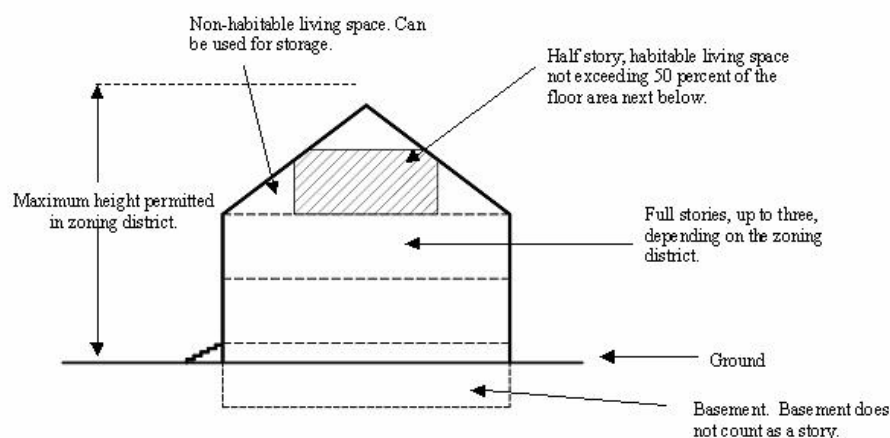 Non-habitable living space. Can
be used for storage.
Half story, habitable living space
not exceeding 50 percent of the
floor area next below.
Maximum height permitted
in zoning district.
Full stories, up to three,
depending on the zoning
district.
Ground
Basement. Basement does
not count as a story.